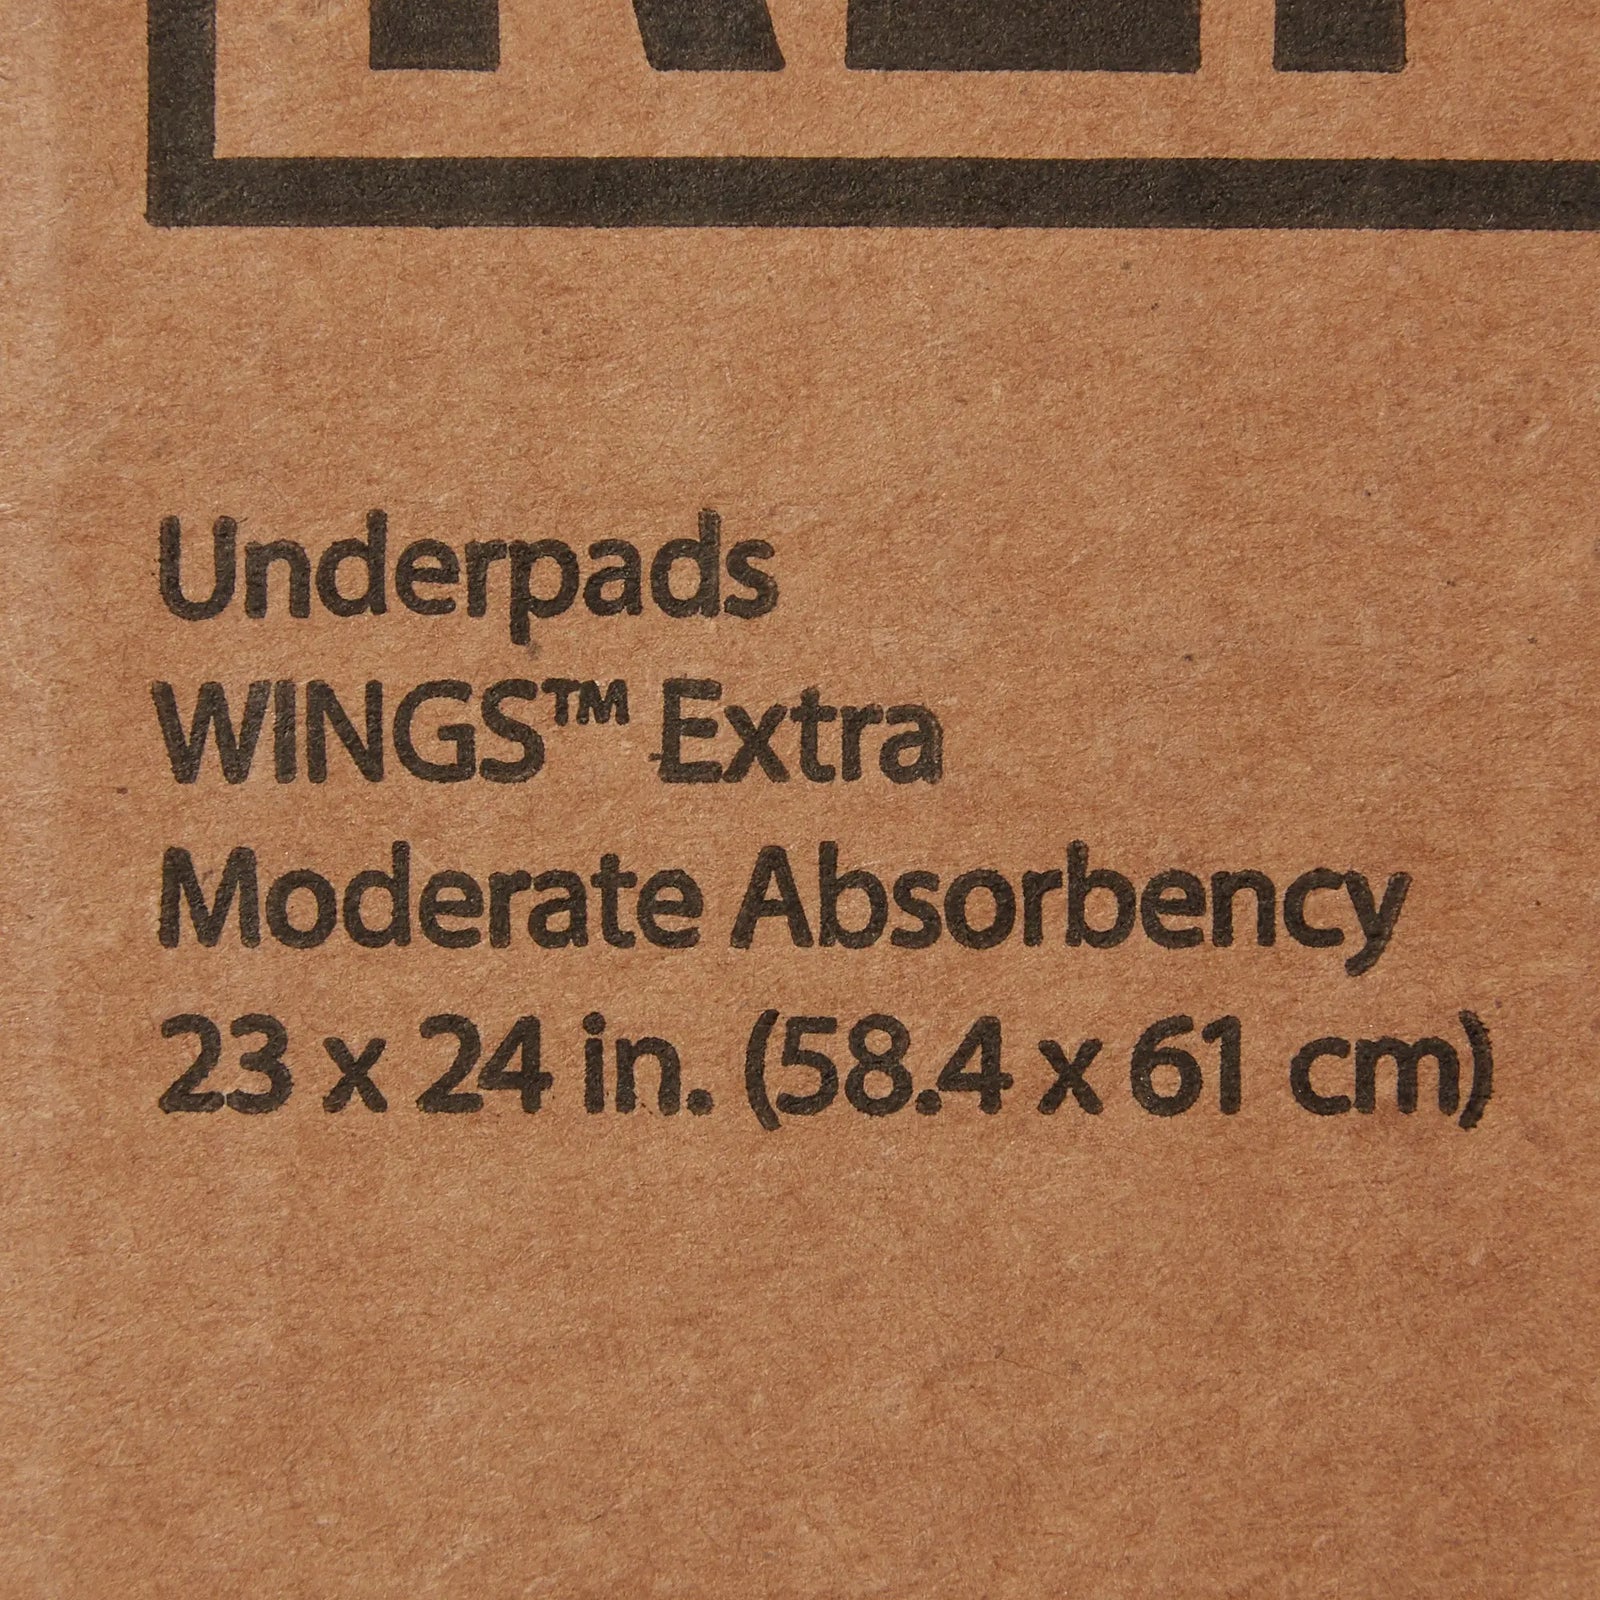 Underpads
WINGS™ Extra
Moderate Absorbency
23 x 24 in. (58.4 x 61 cm)